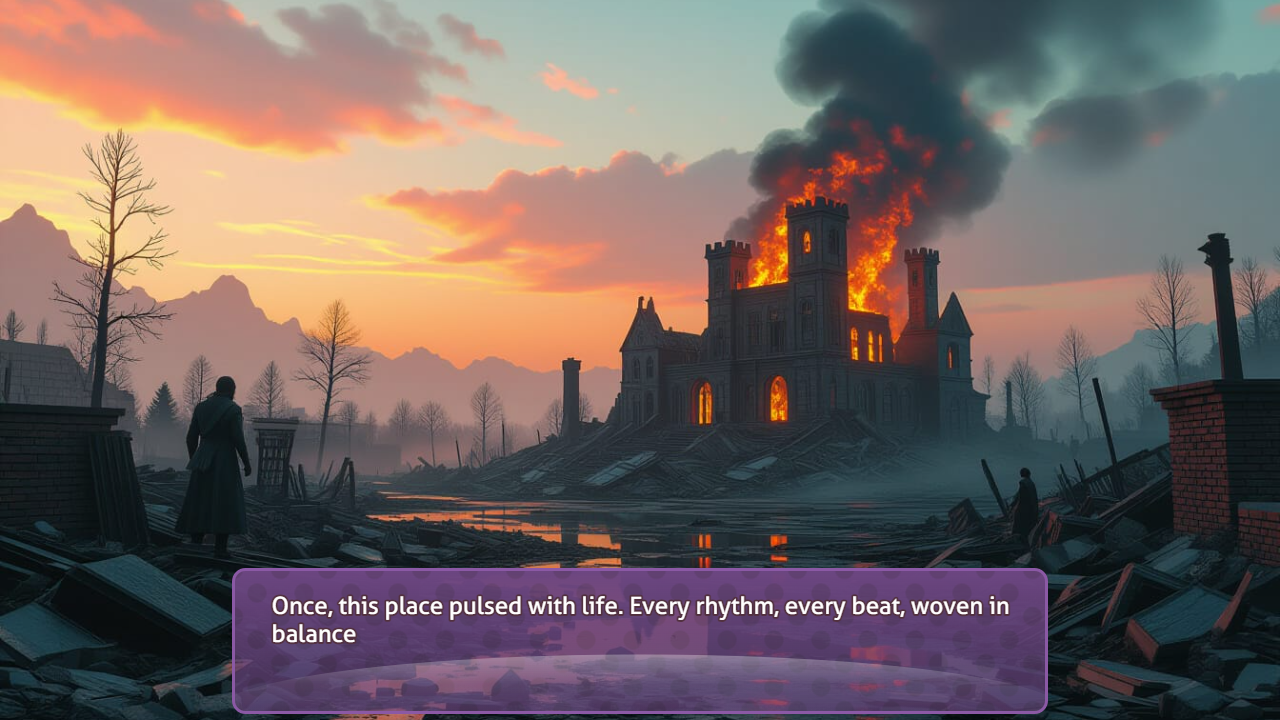 Once, this place pulsed with life. Every rhythm, every beat, woven in
balance